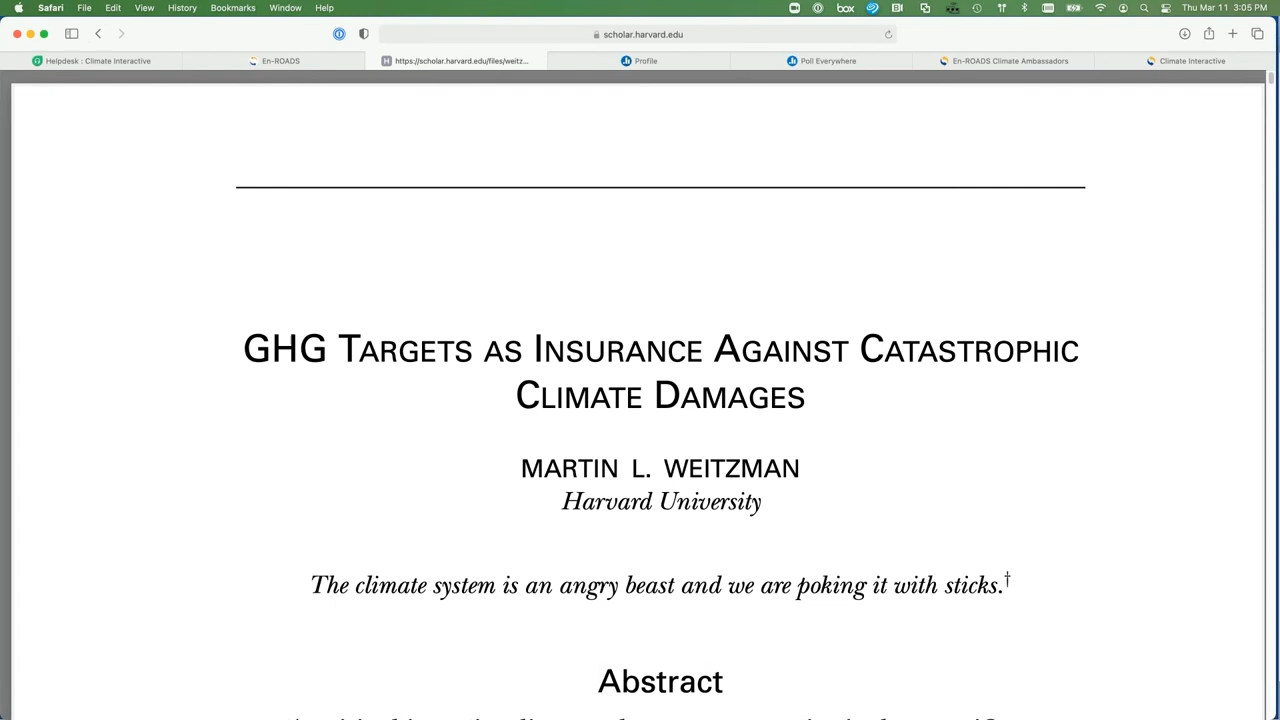 Safari File Edit View History Bookmarks Window Help box Thu Mar 11 3:05 PM
scholar.harvard.edu
Helpdesk : Climate Interactive En-ROADS https://scholar.harvard.edu/files/weitz... Profile Poll Everywhere En-ROADS Climate Ambassadors Climate Interactive
GHG TARGETS AS INSURANCE AGAINST CATASTROPHIC
CLIMATE DAMAGES
MARTIN L. WEITZMAN
Harvard University
The climate system is an angry beast and we are poking it with sticks.†
Abstract